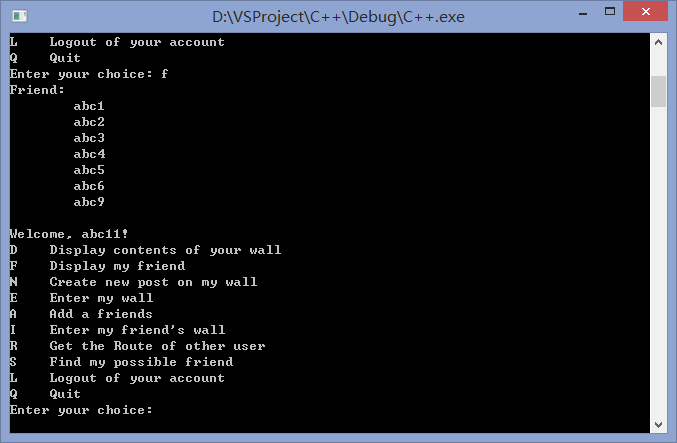 D:\VSProject\C++\Debug\C++.exe
L    Logout of your account
Q    Quit
Enter your choice: f
Friend:
        abc1
        abc2
        abc3
        abc4
        abc5
        abc6
        abc9
Welcome, abc11!
D    Display contents of your wall
F    Display my friend
N    Create new post on my wall
E    Enter my wall
A    Add a friends
I    Enter my friend's wall
R    Get the Route of other user
S    Find my possible friend
L    Logout of your account
Q    Quit
Enter your choice: